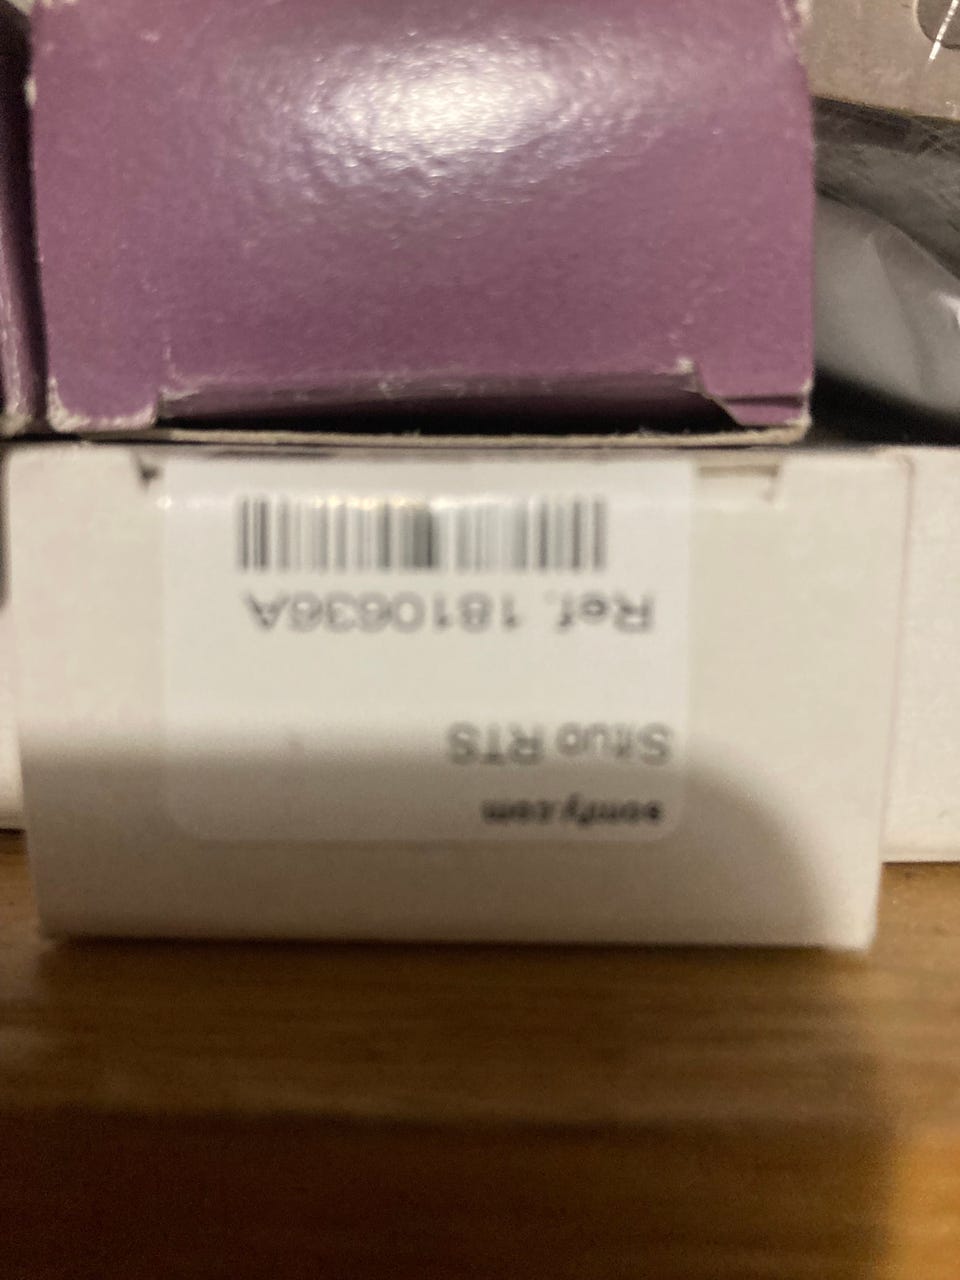 somfy.com
Situo RTS
Ref. 1810636A